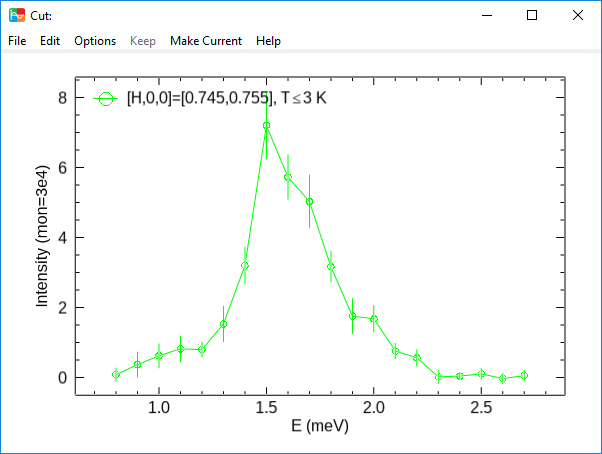 Cut:
File Edit Options Keep Make Current Help
[H,0,0]=[0.745,0.755], T≤3 K
8
6
4
2
0
Intensity (mon=3e4)
1.0 1.5 2.0 2.5
E (meV)